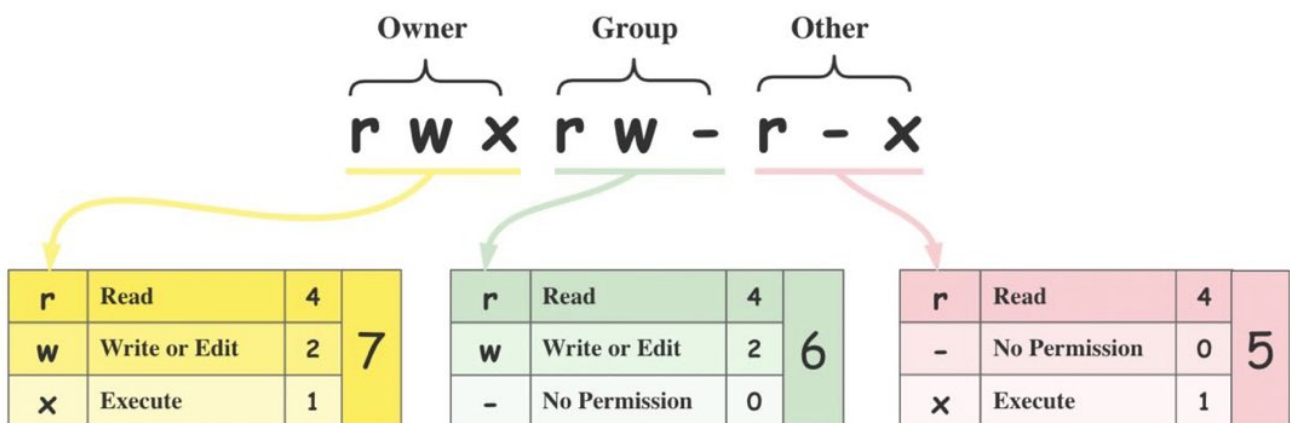 Owner Group Other
r w x r w - r - x
r Read 4
w Write or Edit 2
x Execute 1
7
r Read 4
w Write or Edit 2
- No Permission 0
6
r Read 4
- No Permission 0
x Execute 1
5